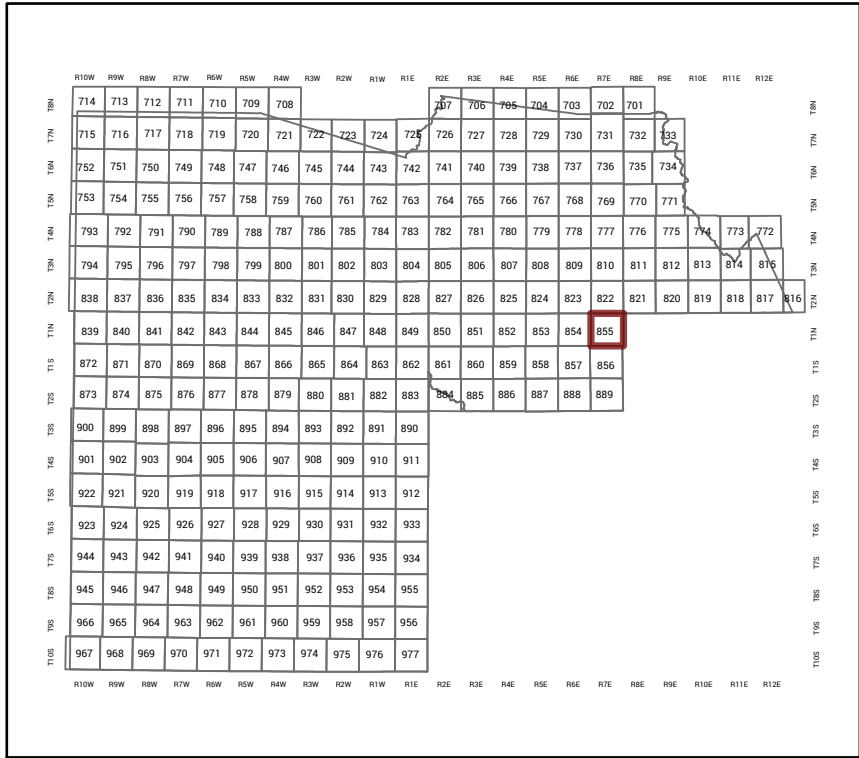 R10W R9W R8W R7W R6W R5W R4W R3W R2W R1W R1E R2E R3E R4E R5E R6E R7E R8E R9E R10E R11E R12E
T8N 714 713 712 711 710 709 708 707 706 705 704 703 702 701 T8N
T7N 715 716 717 718 719 720 721 722 723 724 725 726 727 728 729 730 731 732 733 T7N
T6N 752 751 750 749 748 747 746 745 744 743 742 741 740 739 738 737 736 735 734 T6N
T5N 753 754 755 756 757 758 759 760 761 762 763 764 765 766 767 768 769 770 771 T5N
T4N 793 792 791 790 789 788 787 786 785 784 783 782 781 780 779 778 777 776 775 774 773 772 T4N
T3N 794 795 796 797 798 799 800 801 802 803 804 805 806 807 808 809 810 811 812 813 814 815 T3N
T2N 838 837 836 835 834 833 832 831 830 829 828 827 826 825 824 823 822 821 820 819 818 817 816 T2N
T1N 839 840 841 842 843 844 845 846 847 848 849 850 851 852 853 854 855 T1N
T1S 872 871 870 869 868 867 866 865 864 863 862 861 860 859 858 857 856 T1S
T2S 873 874 875 876 877 878 879 880 881 882 883 884 885 886 887 888 889 T2S
T3S 900 899 898 897 896 895 894 893 892 891 890 T3S
T4S 901 902 903 904 905 906 907 908 909 910 911 T4S
T5S 922 921 920 919 918 917 916 915 914 913 912 T5S
T6S 923 924 925 926 927 928 929 930 931 932 933 T6S
T7S 944 943 942 941 940 939 938 937 936 935 934 T7S
T8S 945 946 947 948 949 950 951 952 953 954 955 T8S
T9S 966 965 964 963 962 961 960 959 958 957 956 T9S
T10S 967 968 969 970 971 972 973 974 975 976 977 T10S
R10W R9W R8W R7W R6W R5W R4W R3W R2W R1W R1E R2E R3E R4E R5E R6E R7E R8E R9E R10E R11E R12E